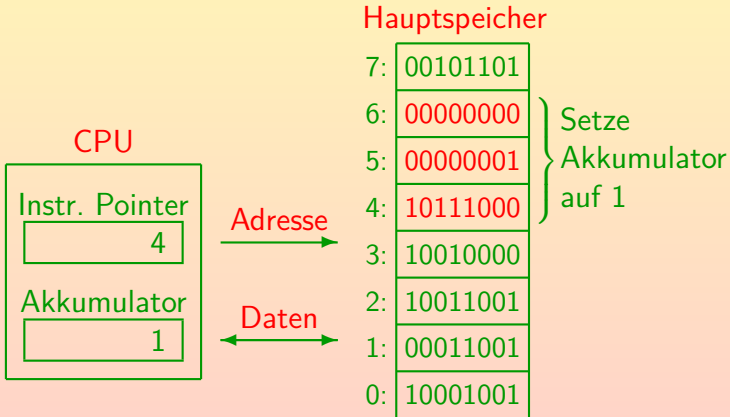 Hauptspeicher
7: 00101101
6: 00000000
5: 00000001
4: 10111000
3: 10010000
2: 10011001
1: 00011001
0: 10001001
Setze
Akkumulator
auf 1
CPU
Instr. Pointer
4
Akkumulator
1
Adresse
Daten